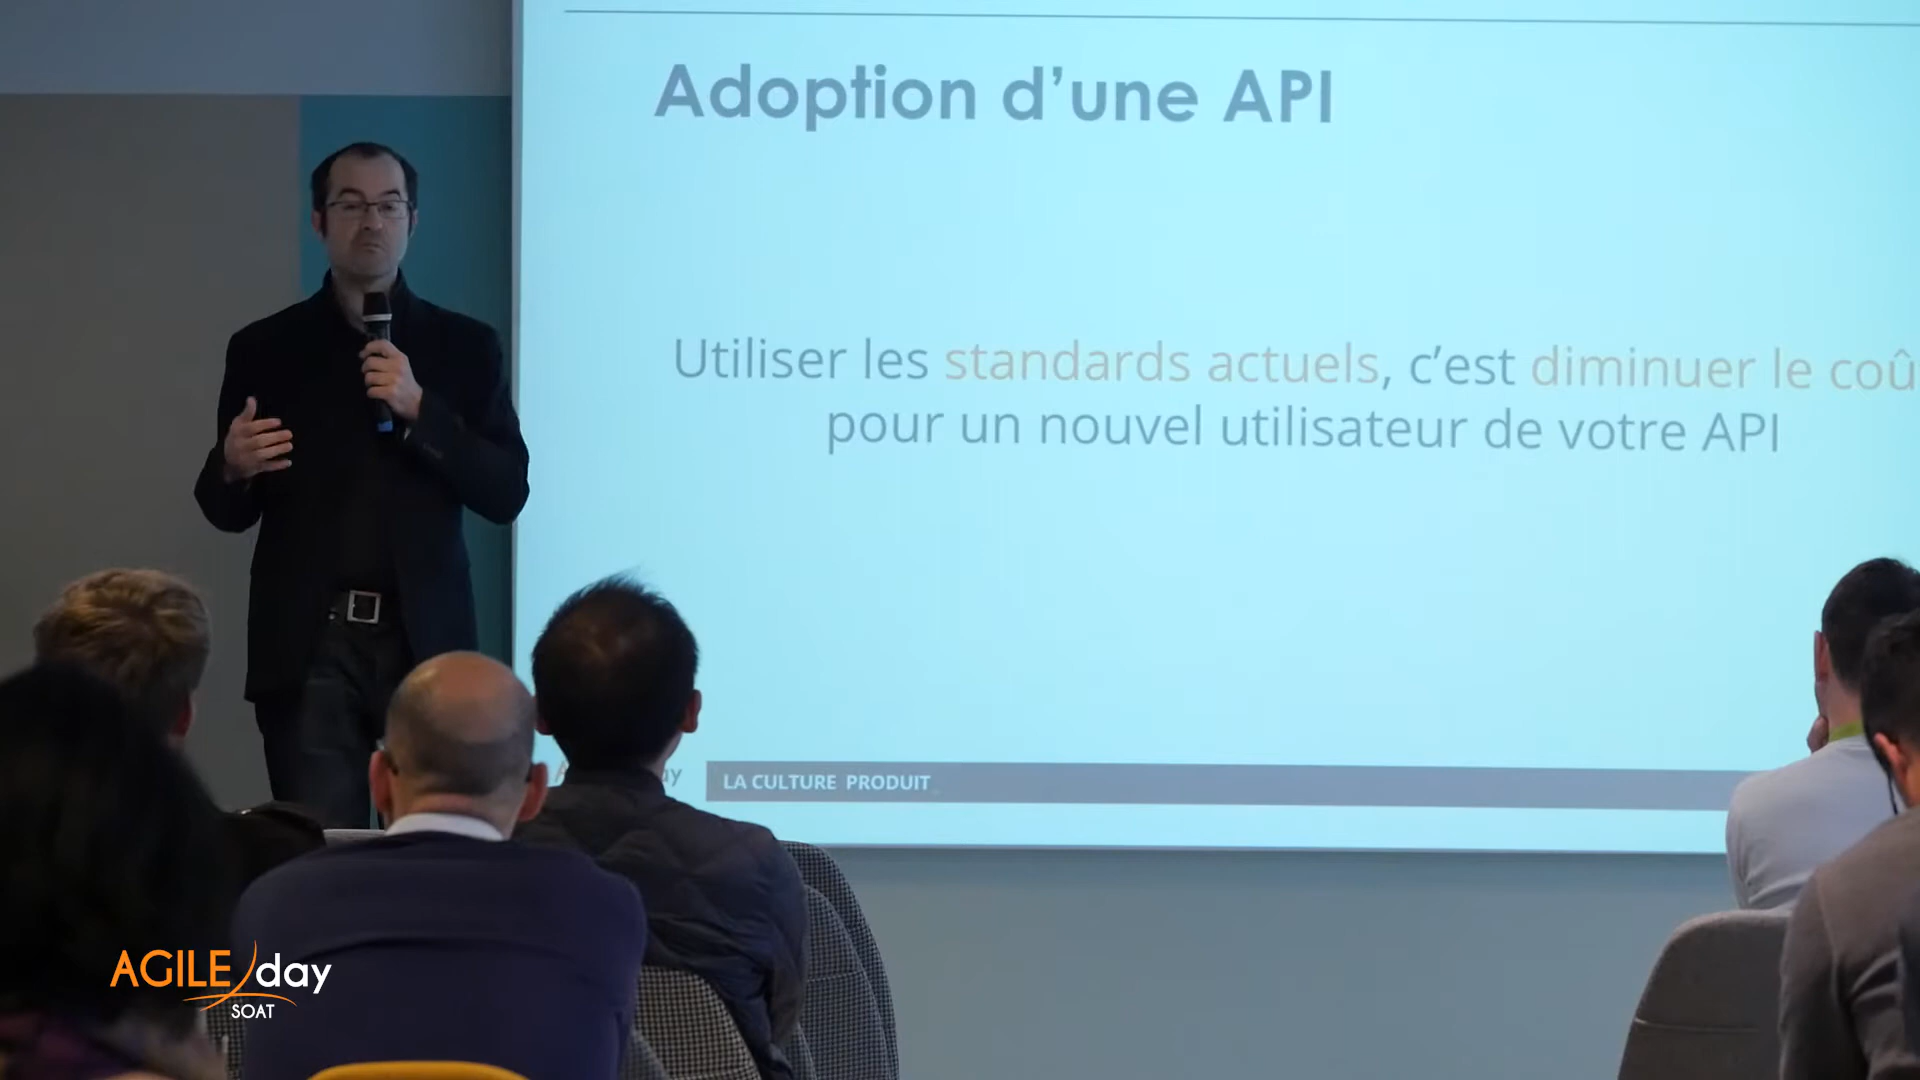 Adoption d’une API
Utiliser les standards actuels, c’est diminuer le coû
pour un nouvel utilisateur de votre API
LA CULTURE PRODUIT
AGILE day
SOAT